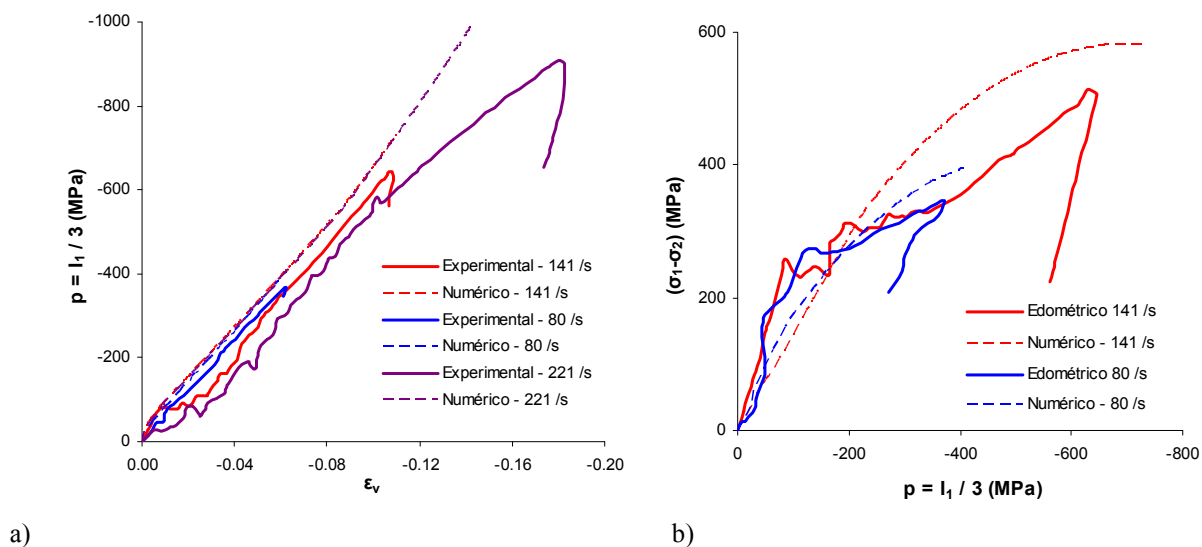 -1000
-800
-600
-400
-200
0
p = I1 / 3 (MPa)
0.00
-0.04
-0.08
-0.12
-0.16
-0.20
εv
Experimental - 141 /s
Numérico - 141 /s
Experimental - 80 /s
Numérico - 80 /s
Experimental - 221 /s
Numérico - 221 /s
a)
600
400
200
0
(σ1-σ2) (MPa)
0
-200
-400
-600
-800
p = I1 / 3 (MPa)
Edométrico 141 /s
Numérico - 141 /s
Edométrico 80 /s
Numérico - 80 /s
b)